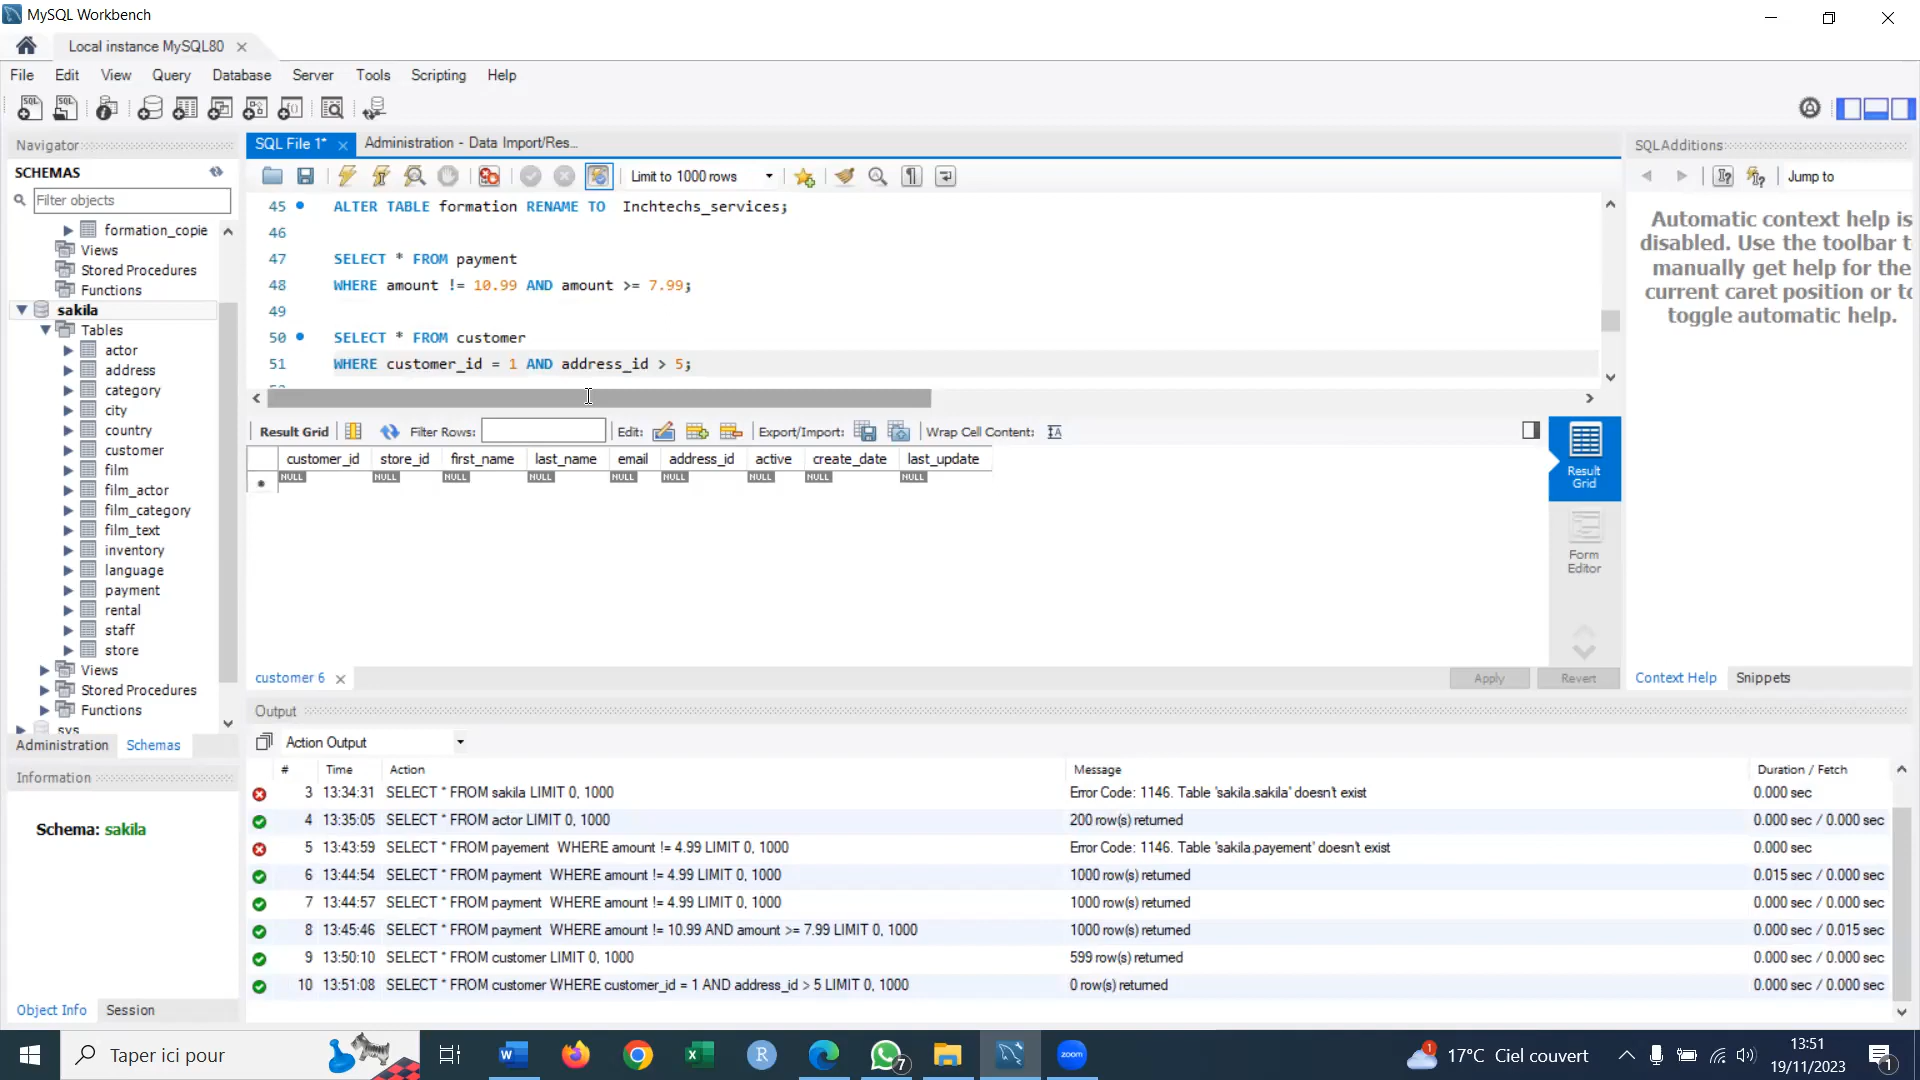 MySQL Workbench
Local instance MySQL80
File Edit View Query Database Server Tools Scripting Help
Navigator
SCHEMAS
Filter objects
formation_copie
Views
Stored Procedures
Functions
sakila
Tables
actor
address
category
city
country
customer
film
film_actor
film_category
film_text
inventory
language
payment
rental
staff
store
Views
Stored Procedures
Functions
sys
Administration Schemas
Information
Schema: sakila
Object Info Session
SQL File 1* Administration - Data Import/Res...
Limit to 1000 rows
45 ALTER TABLE formation RENAME TO Inchtechs_services;
46
47 SELECT * FROM payment
48 WHERE amount != 10.99 AND amount >= 7.99;
49
50 SELECT * FROM customer
51 WHERE customer_id = 1 AND address_id > 5;
52
Result Grid Filter Rows: Edit: Export/Import: Wrap Cell Content:
customer_id store_id first_name last_name email address_id active create_date last_update
NULL NULL NULL NULL NULL NULL NULL NULL NULL
Result Grid
Form Editor
customer 6
Apply Revert
SQLAdditions
Jump to
Automatic context help is
disabled. Use the toolbar t
manually get help for the
current caret position or to
toggle automatic help.
Context Help Snippets
Output
Action Output
# Time Action Message Duration / Fetch
3 13:34:31 SELECT * FROM sakila LIMIT 0, 1000 Error Code: 1146. Table 'sakila.sakila' doesn't exist 0.000 sec
4 13:35:05 SELECT * FROM actor LIMIT 0, 1000 200 row(s) returned 0.000 sec / 0.000 sec
5 13:43:59 SELECT * FROM payement WHERE amount != 4.99 LIMIT 0, 1000 Error Code: 1146. Table 'sakila.payement' doesn't exist 0.000 sec
6 13:44:54 SELECT * FROM payment WHERE amount != 4.99 LIMIT 0, 1000 1000 row(s) returned 0.015 sec / 0.000 sec
7 13:44:57 SELECT * FROM payment WHERE amount != 4.99 LIMIT 0, 1000 1000 row(s) returned 0.000 sec / 0.000 sec
8 13:45:46 SELECT * FROM payment WHERE amount != 10.99 AND amount >= 7.99 LIMIT 0, 1000 1000 row(s) returned 0.000 sec / 0.015 sec
9 13:50:10 SELECT * FROM customer LIMIT 0, 1000 599 row(s) returned 0.000 sec / 0.000 sec
10 13:51:08 SELECT * FROM customer WHERE customer_id = 1 AND address_id > 5 LIMIT 0, 1000 0 row(s) returned 0.000 sec / 0.000 sec
Taper ici pour
7
zoom
1
17°C Ciel couvert
13:51
19/11/2023
1